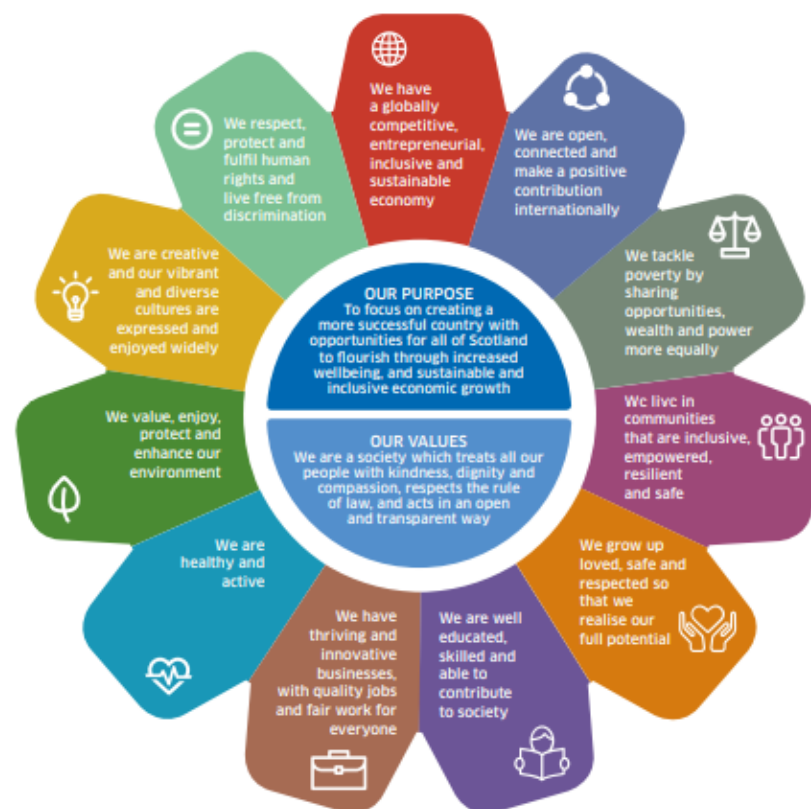 We have
a globally
competitive,
entrepreneurial,
inclusive and
sustainable
economy
We are open,
connected and
make a positive
contribution
internationally
We tackle
poverty by
sharing
opportunities,
wealth and power
more equally
We live in
communities
that are inclusive,
empowered,
resilient
and safe
We grow up
loved, safe and
respected so
that we
realise our
full potential
We are well
educated,
skilled and
able to
contribute
to society
We have
thriving and
innovative
businesses,
with quality jobs
and fair work for
everyone
We are
healthy and
active
We value, enjoy,
protect and
enhance our
environment
We are creative
and our vibrant
and diverse
cultures are
expressed and
enjoyed widely
We respect,
protect and
fulfil human
rights and
live free from
discrimination
OUR PURPOSE
To focus on creating a
more successful country with
opportunities for all of Scotland
to flourish through increased
wellbeing, and sustainable and
inclusive economic growth
OUR VALUES
We are a society which treats all our
people with kindness, dignity and
compassion, respects the rule
of law, and acts in an open
and transparent way